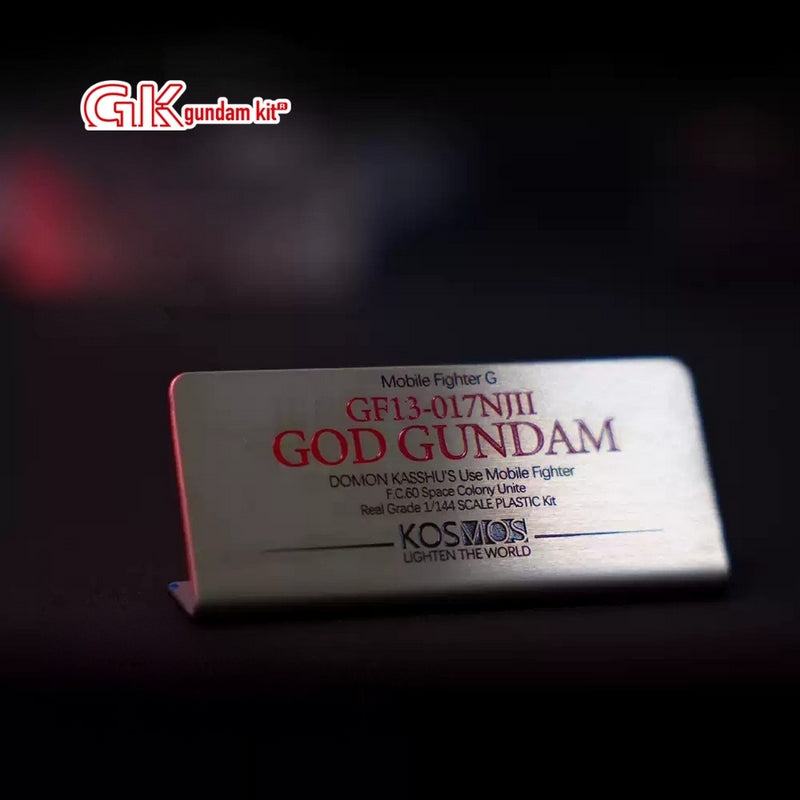 GK gundam kit®
Mobile Fighter G
GF13-017NJII
GOD GUNDAM
DOMON KASSHU'S Use Mobile Fighter
F.C.60 Space Colony Unite
Real Grade 1/144 SCALE PLASTIC Kit
KOSMOS
LIGHTEN THE WORLD